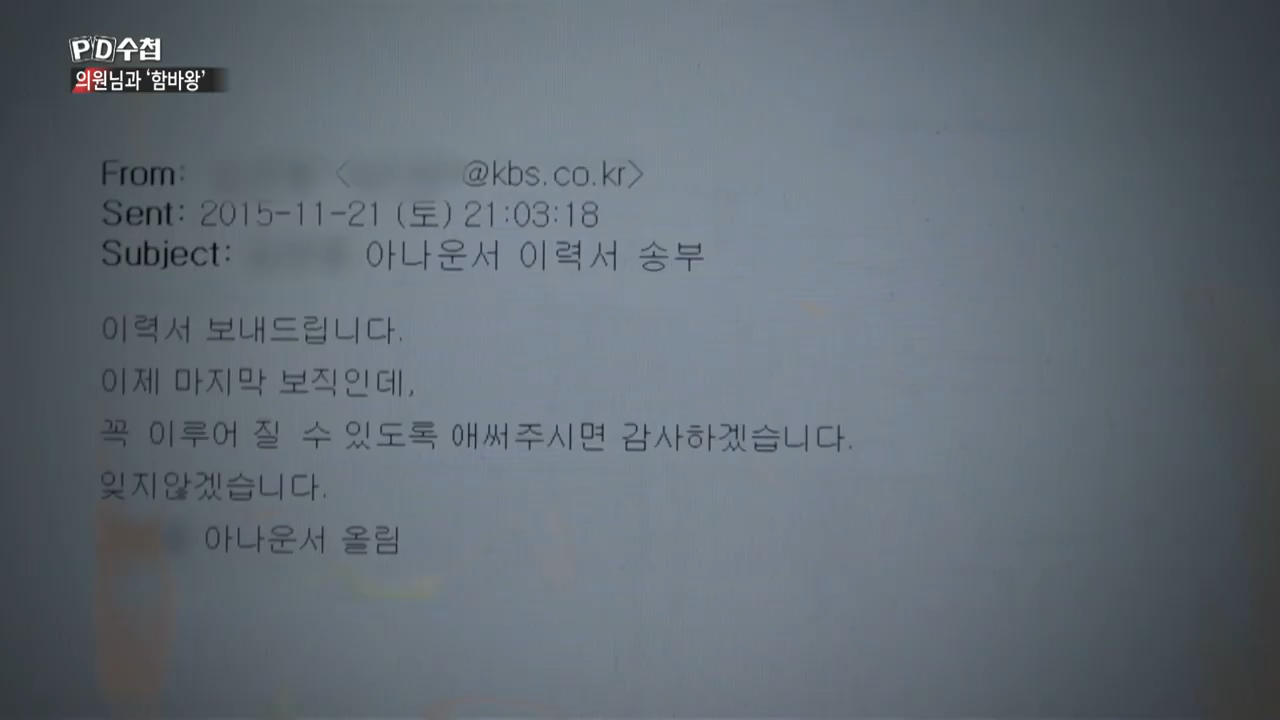 PD수첩
의원님과 '함바왕'
From: < @kbs.co.kr>
Sent: 2015-11-21 (토) 21:03:18
Subject: 아나운서 이력서 송부
이력서 보내드립니다.
이제 마지막 보직인데,
꼭 이루어 질 수 있도록 애써주시면 감사하겠습니다.
잊지않겠습니다.
아나운서 올림